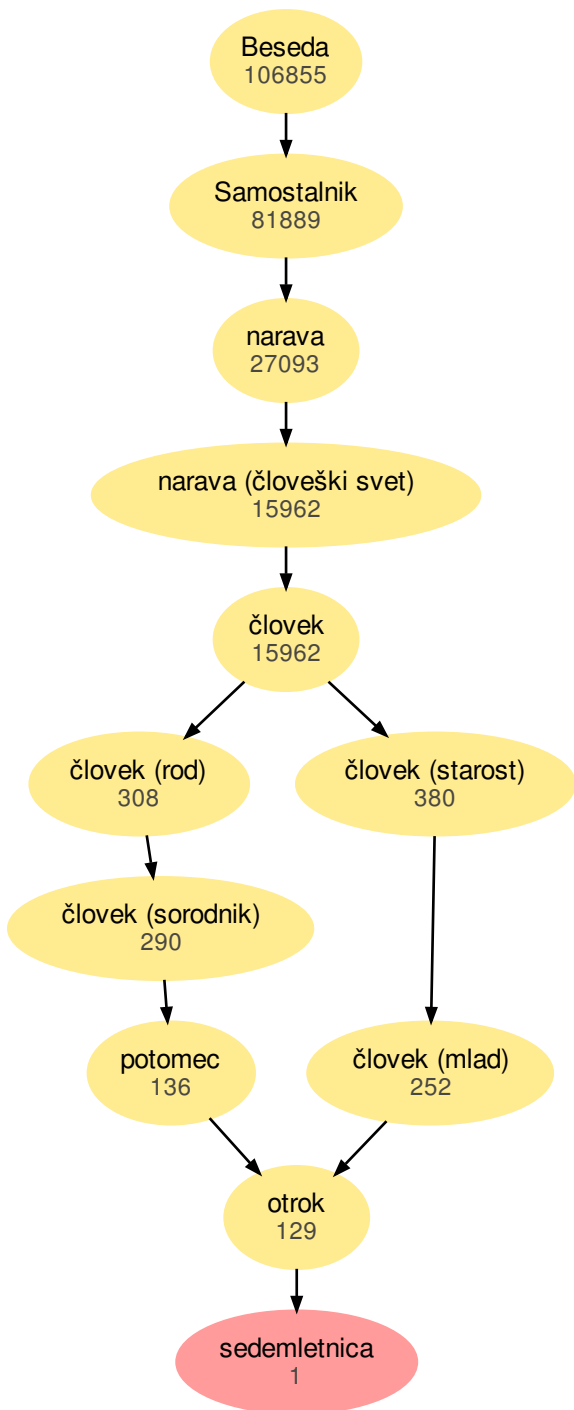 Beseda
106855
Samostalnik
81889
narava
27093
narava (človeški svet)
15962
človek
15962
človek (rod)
308
človek (starost)
380
človek (sorodnik)
290
potomec
136
človek (mlad)
252
otrok
129
sedemletnica
1